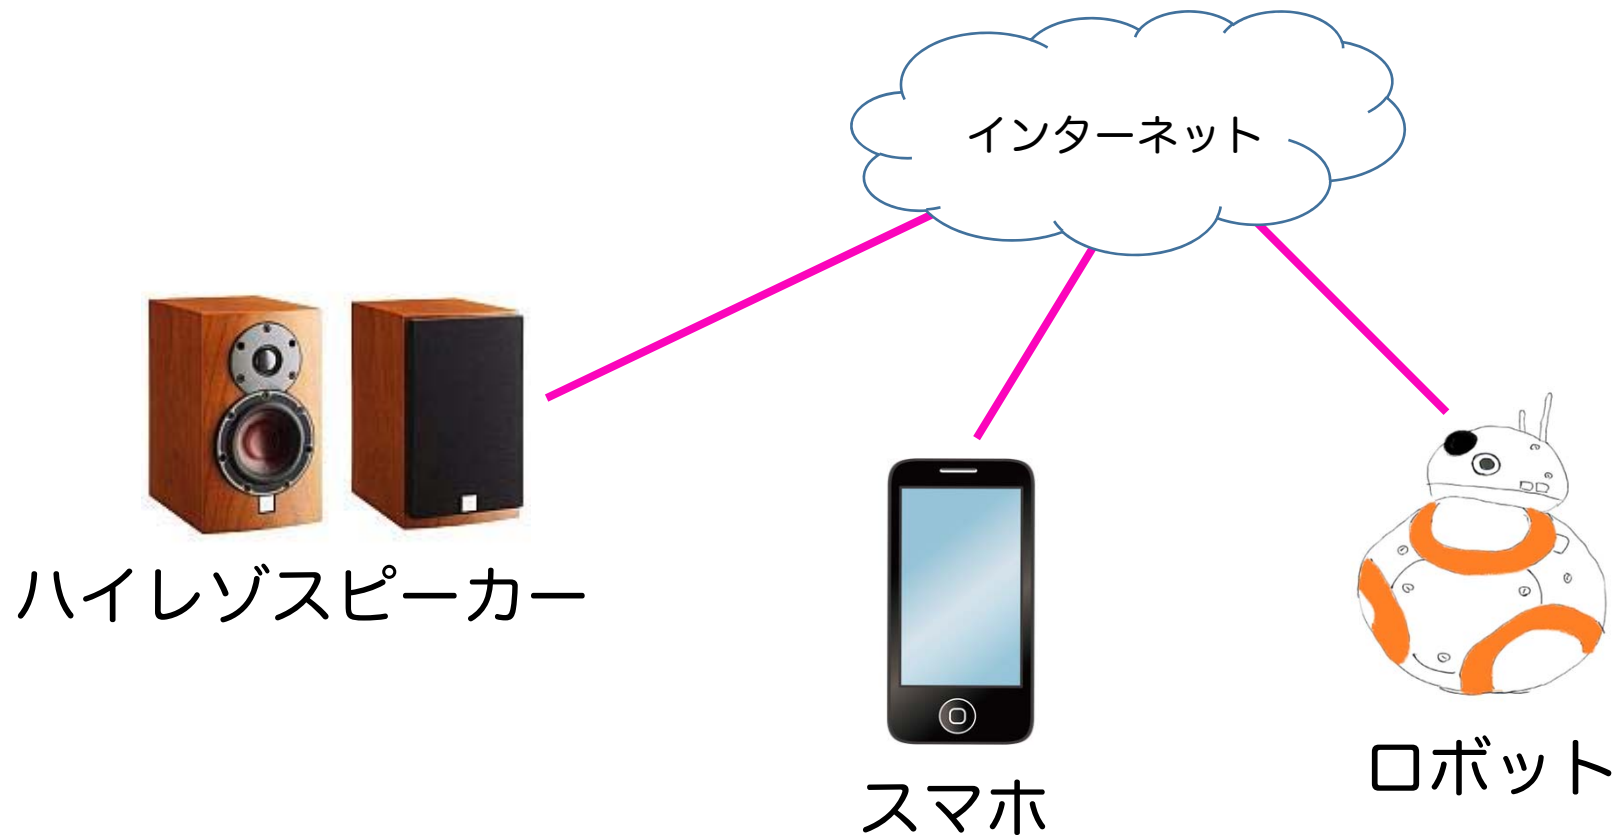 インターネット
ハイレゾスピーカー
スマホ
ロボット